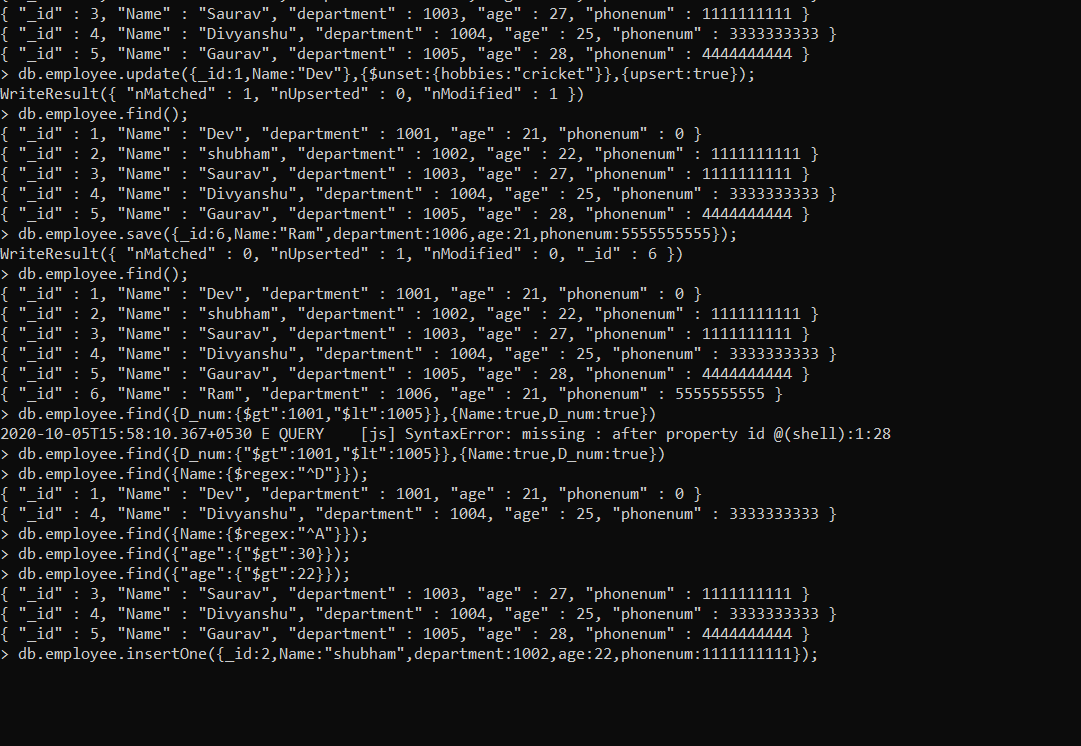 { "_id" : 3, "Name" : "Saurav", "department" : 1003, "age" : 27, "phonenum" : 1111111111 }
{ "_id" : 4, "Name" : "Divyanshu", "department" : 1004, "age" : 25, "phonenum" : 3333333333 }
{ "_id" : 5, "Name" : "Gaurav", "department" : 1005, "age" : 28, "phonenum" : 4444444444 }
> db.employee.update({_id:1,Name:"Dev"},{$unset:{hobbies:"cricket"}},{upsert:true});
WriteResult({ "nMatched" : 1, "nUpserted" : 0, "nModified" : 1 })
> db.employee.find();
{ "_id" : 1, "Name" : "Dev", "department" : 1001, "age" : 21, "phonenum" : 0 }
{ "_id" : 2, "Name" : "shubham", "department" : 1002, "age" : 22, "phonenum" : 1111111111 }
{ "_id" : 3, "Name" : "Saurav", "department" : 1003, "age" : 27, "phonenum" : 1111111111 }
{ "_id" : 4, "Name" : "Divyanshu", "department" : 1004, "age" : 25, "phonenum" : 3333333333 }
{ "_id" : 5, "Name" : "Gaurav", "department" : 1005, "age" : 28, "phonenum" : 4444444444 }
> db.employee.save({_id:6,Name:"Ram",department:1006,age:21,phonenum:5555555555});
WriteResult({ "nMatched" : 0, "nUpserted" : 1, "nModified" : 0, "_id" : 6 })
> db.employee.find();
{ "_id" : 1, "Name" : "Dev", "department" : 1001, "age" : 21, "phonenum" : 0 }
{ "_id" : 2, "Name" : "shubham", "department" : 1002, "age" : 22, "phonenum" : 1111111111 }
{ "_id" : 3, "Name" : "Saurav", "department" : 1003, "age" : 27, "phonenum" : 1111111111 }
{ "_id" : 4, "Name" : "Divyanshu", "department" : 1004, "age" : 25, "phonenum" : 3333333333 }
{ "_id" : 5, "Name" : "Gaurav", "department" : 1005, "age" : 28, "phonenum" : 4444444444 }
{ "_id" : 6, "Name" : "Ram", "department" : 1006, "age" : 21, "phonenum" : 5555555555 }
> db.employee.find({D_num:{$gt":1001,"$lt":1005}},{Name:true,D_num:true})
2020-10-05T15:58:10.367+0530 E QUERY    [js] SyntaxError: missing : after property id @(shell):1:28
> db.employee.find({D_num:{"$gt":1001,"$lt":1005}},{Name:true,D_num:true})
> db.employee.find({Name:{$regex:"^D"}});
{ "_id" : 1, "Name" : "Dev", "department" : 1001, "age" : 21, "phonenum" : 0 }
{ "_id" : 4, "Name" : "Divyanshu", "department" : 1004, "age" : 25, "phonenum" : 3333333333 }
> db.employee.find({Name:{$regex:"^A"}});
> db.employee.find({"age":{"$gt":30}});
> db.employee.find({"age":{"$gt":22}});
{ "_id" : 3, "Name" : "Saurav", "department" : 1003, "age" : 27, "phonenum" : 1111111111 }
{ "_id" : 4, "Name" : "Divyanshu", "department" : 1004, "age" : 25, "phonenum" : 3333333333 }
{ "_id" : 5, "Name" : "Gaurav", "department" : 1005, "age" : 28, "phonenum" : 4444444444 }
> db.employee.insertOne({_id:2,Name:"shubham",department:1002,age:22,phonenum:1111111111});